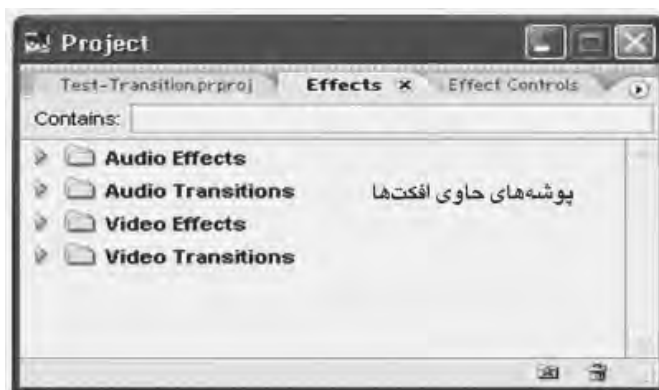 Project
Test-Transition.prproj Effects x Effect Controls
Contains:
Audio Effects
Audio Transitions پوشه‌های حاوی افکت‌ها
Video Effects
Video Transitions